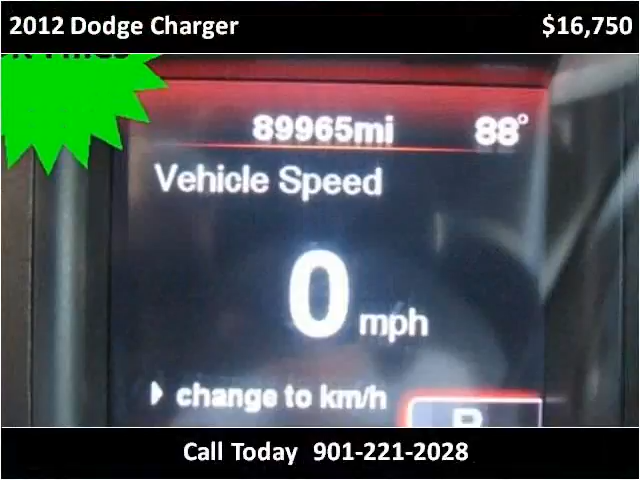 2012 Dodge Charger $16,750
89965mi 88°
Vehicle Speed
0 mph
change to km/h
Call Today 901-221-2028